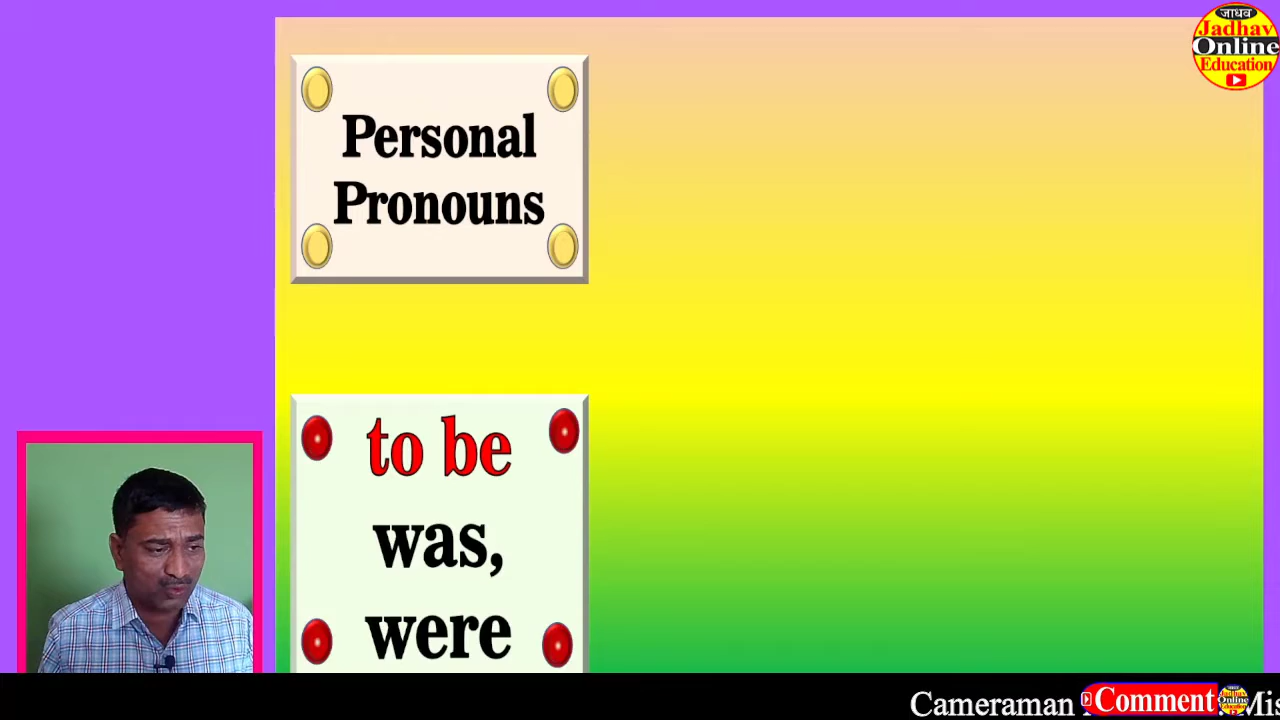 जाधव
Jadhav
Online
Education
Personal
Pronouns
to be
was,
were
Cameraman
Comment